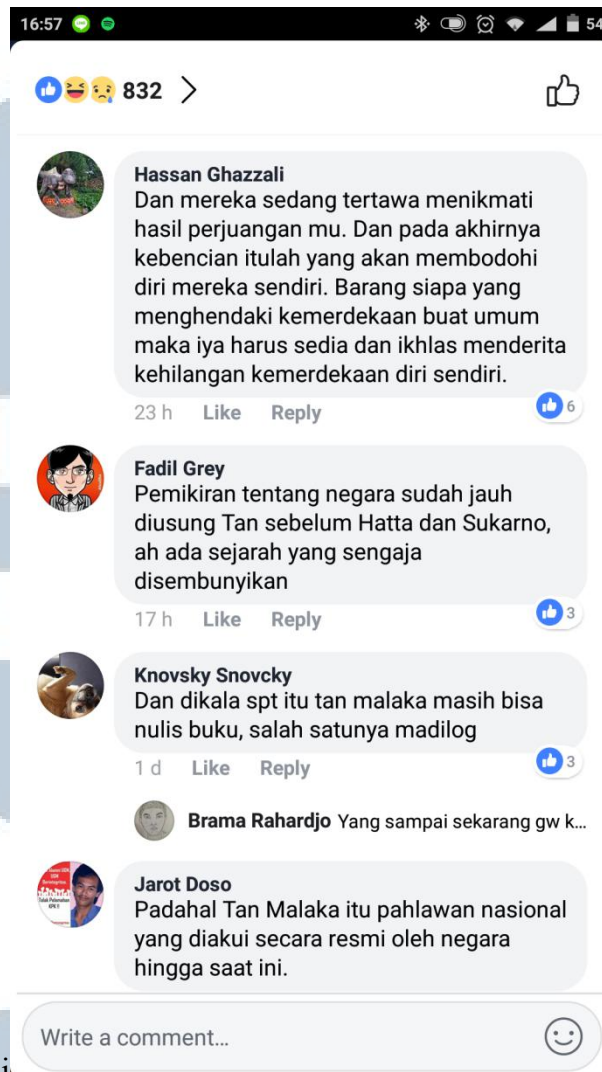 16:57
54
832
Hassan Ghazzali
Dan mereka sedang tertawa menikmati
hasil perjuangan mu. Dan pada akhirnya
kebencian itulah yang akan membodohi
diri mereka sendiri. Barang siapa yang
menghendaki kemerdekaan buat umum
maka iya harus sedia dan ikhlas menderita
kehilangan kemerdekaan diri sendiri.
23 h Like Reply 6
Fadil Grey
Pemikiran tentang negara sudah jauh
diusung Tan sebelum Hatta dan Sukarno,
ah ada sejarah yang sengaja
disembunyikan
17 h Like Reply 3
Knovsky Snovcky
Dan dikala spt itu tan malaka masih bisa
nulis buku, salah satunya madilog
1 d Like Reply 3
Brama Rahardjo Yang sampai sekarang gw k...
Jarot Doso
Padahal Tan Malaka itu pahlawan nasional
yang diakui secara resmi oleh negara
hingga saat ini.
Write a comment...